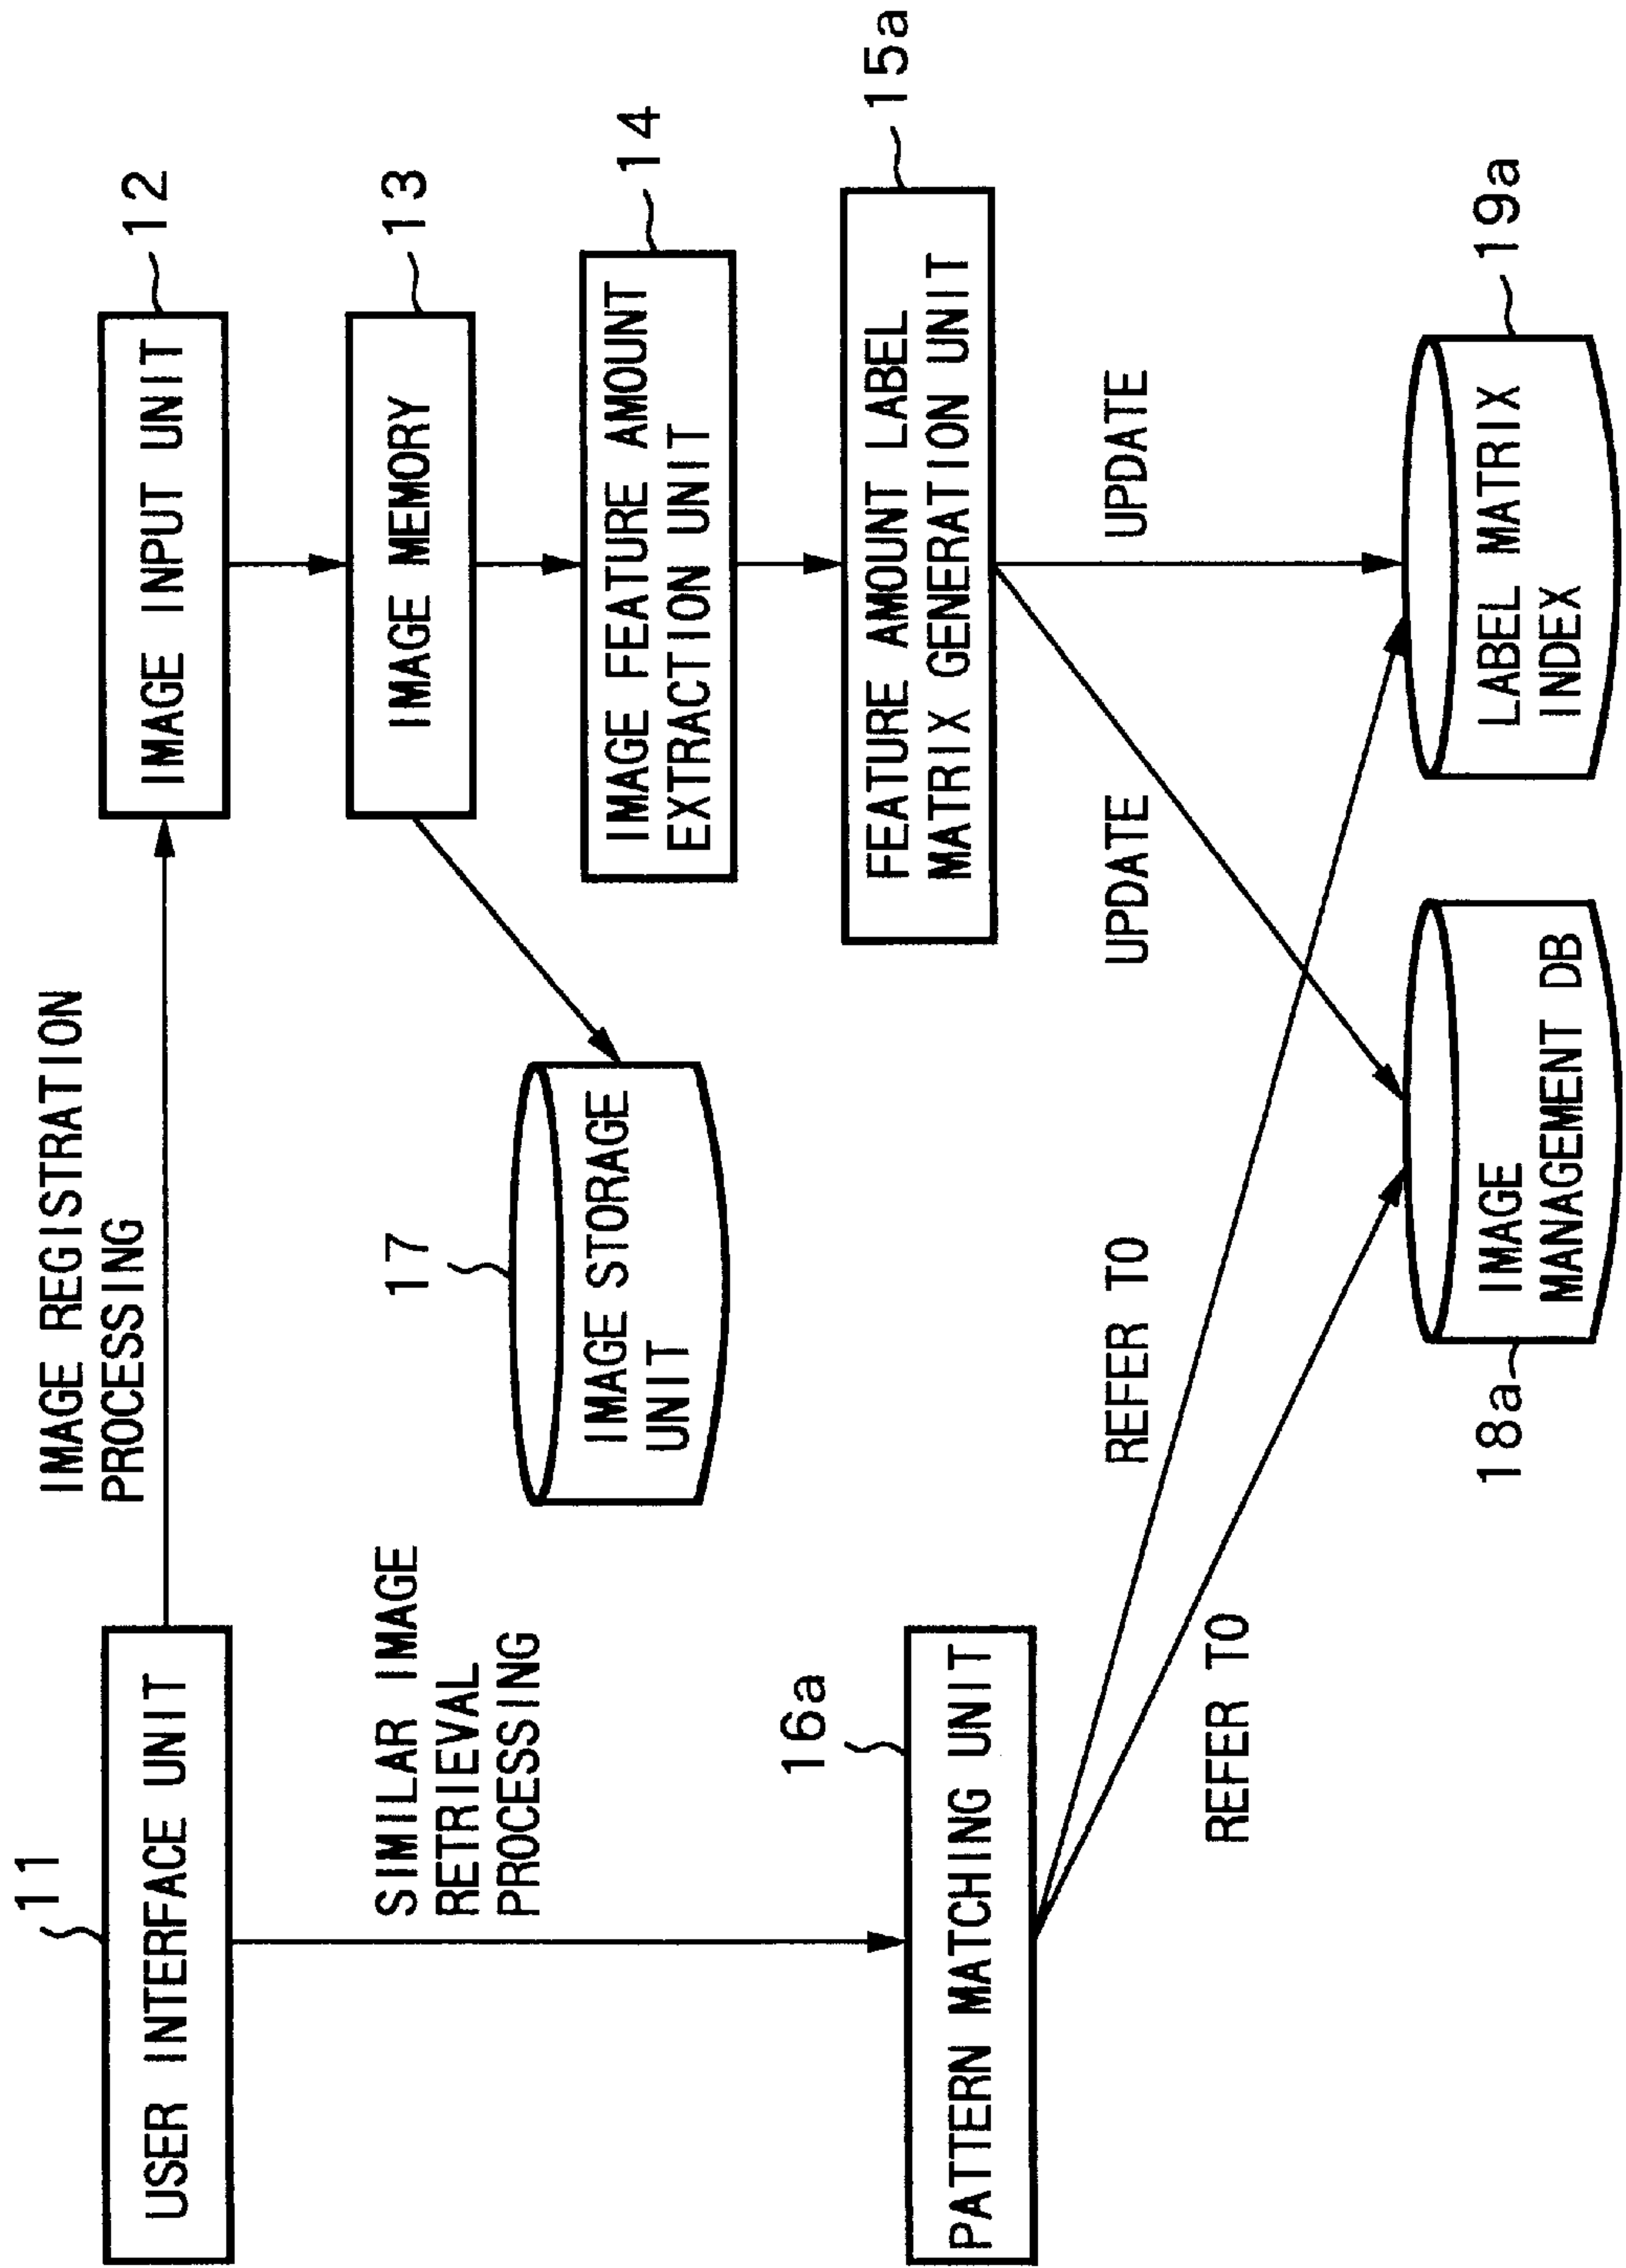 IMAGE REGISTRATION
PROCESSING
11
USER INTERFACE UNIT
12
IMAGE INPUT UNIT
SIMILAR IMAGE
RETRIEVAL
PROCESSING
13
IMAGE MEMORY
17
IMAGE STORAGE
UNIT
14
IMAGE FEATURE AMOUNT
EXTRACTION UNIT
16a
PATTERN MATCHING UNIT
15a
FEATURE AMOUNT LABEL
MATRIX GENERATION UNIT
REFER TO
REFER TO
UPDATE
UPDATE
18a
IMAGE
MANAGEMENT DB
19a
LABEL MATRIX
INDEX